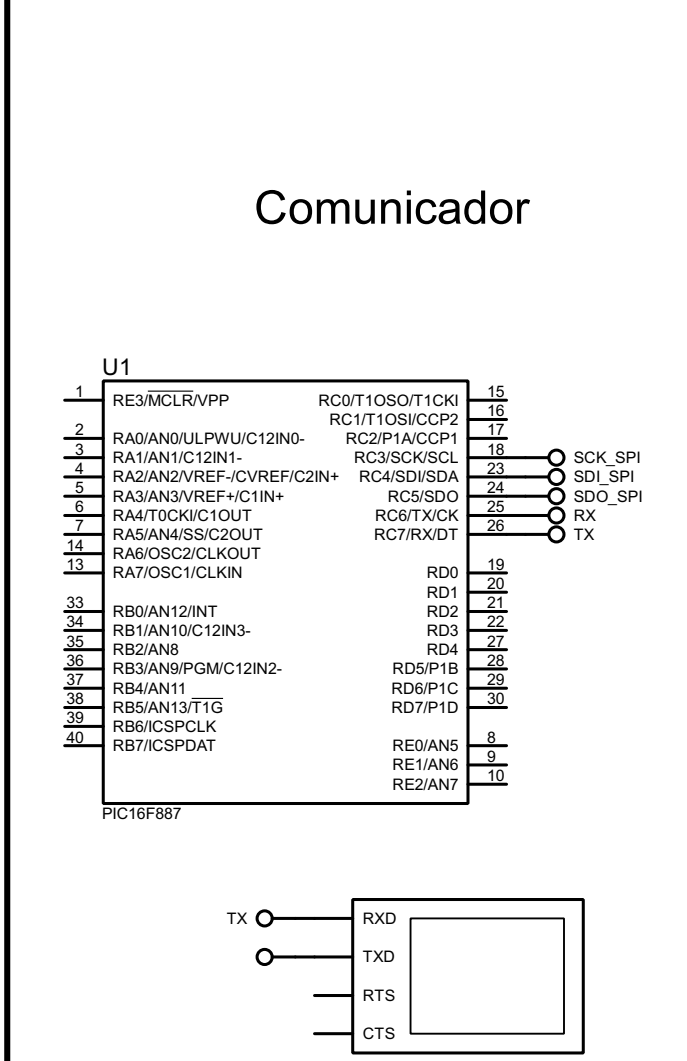 Comunicador
U1
1 RE3/MCLR/VPP
2 RA0/AN0/ULPWU/C12IN0-
3 RA1/AN1/C12IN1-
4 RA2/AN2/VREF-/CVREF/C2IN+
5 RA3/AN3/VREF+/C1IN+
6 RA4/T0CKI/C1OUT
7 RA5/AN4/SS/C2OUT
14 RA6/OSC2/CLKOUT
13 RA7/OSC1/CLKIN
33 RB0/AN12/INT
34 RB1/AN10/C12IN3-
35 RB2/AN8
36 RB3/AN9/PGM/C12IN2-
37 RB4/AN11
38 RB5/AN13/T1G
39 RB6/ICSPCLK
40 RB7/ICSPDAT
RC0/T1OSO/T1CKI 15
RC1/T1OSI/CCP2 16
RC2/P1A/CCP1 17
RC3/SCK/SCL 18 SCK_SPI
RC4/SDI/SDA 23 SDI_SPI
RC5/SDO 24 SDO_SPI
RC6/TX/CK 25 RX
RC7/RX/DT 26 TX
RD0 19
RD1 20
RD2 21
RD3 22
RD4 27
RD5/P1B 28
RD6/P1C 29
RD7/P1D 30
RE0/AN5 8
RE1/AN6 9
RE2/AN7 10
PIC16F887
TX RXD
TXD
RTS
CTS